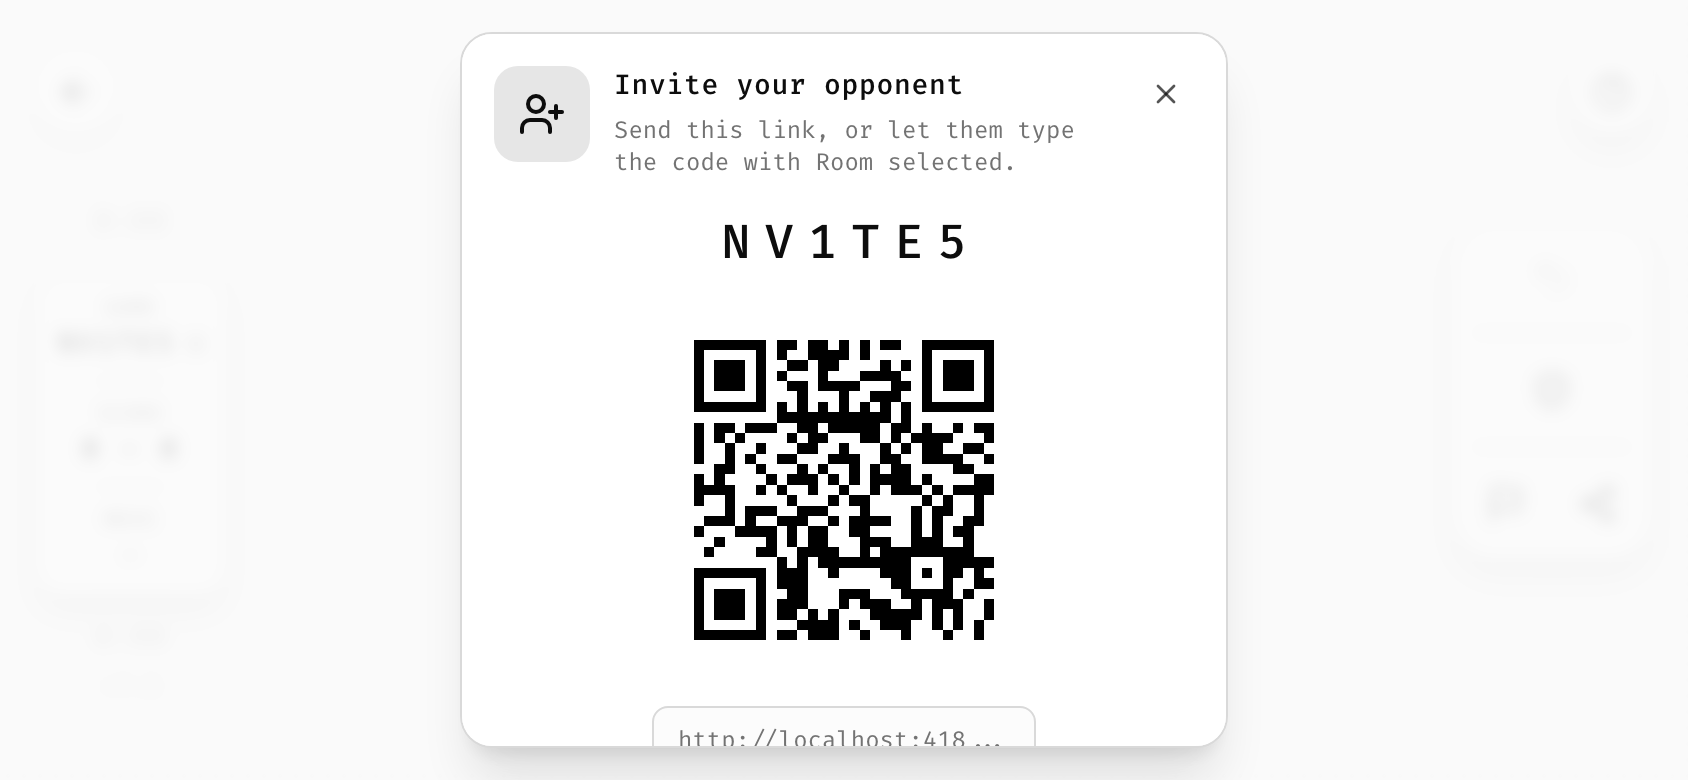 Invite your opponent
Send this link, or let them type
the code with Room selected.
NV1TE5
http://localhost:418...